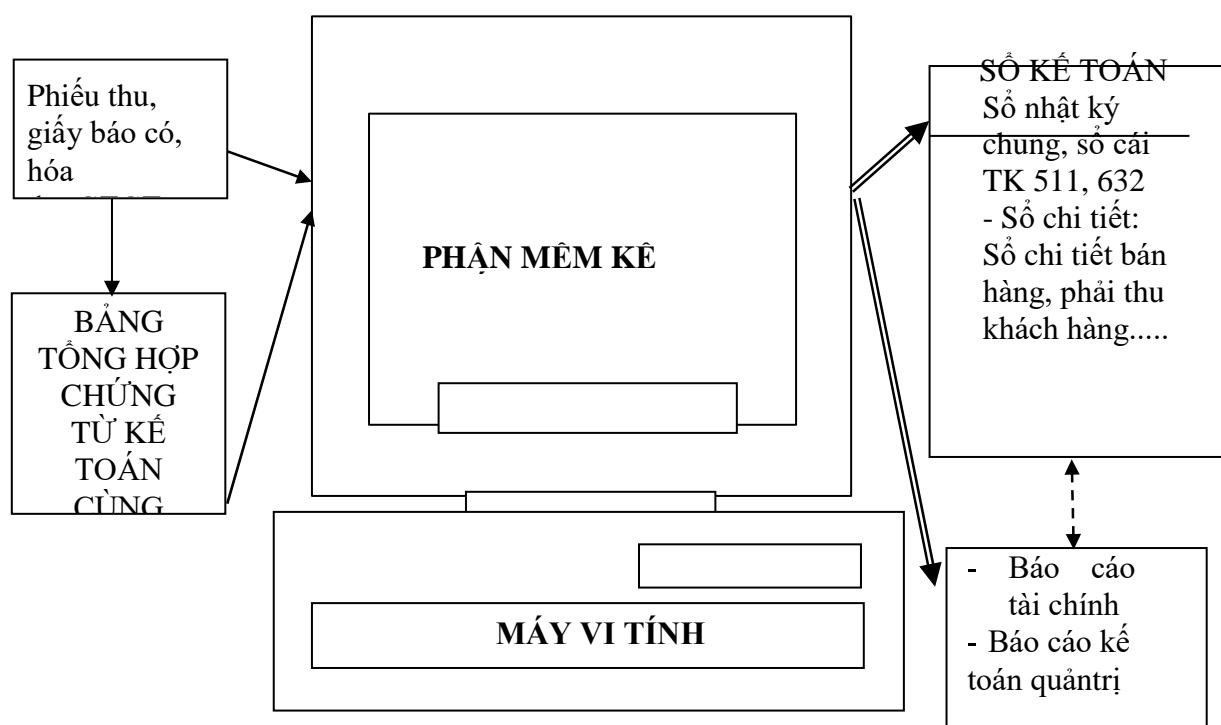 Phiếu thu,
giấy báo có,
hóa
BẢNG
TỔNG HỢP
CHỨNG
TỪ KẾ
TOÁN
CÙNG
PHẬN MÊM KÊ
MÁY VI TÍNH
SỔ KẾ TOÁN
Sổ nhật ký
chung, sổ cái
TK 511, 632
- Sổ chi tiết:
Sổ chi tiết bán
hàng, phải thu
khách hàng.....
- Báo cáo
tài chính
- Báo cáo kế
toán quảntrị